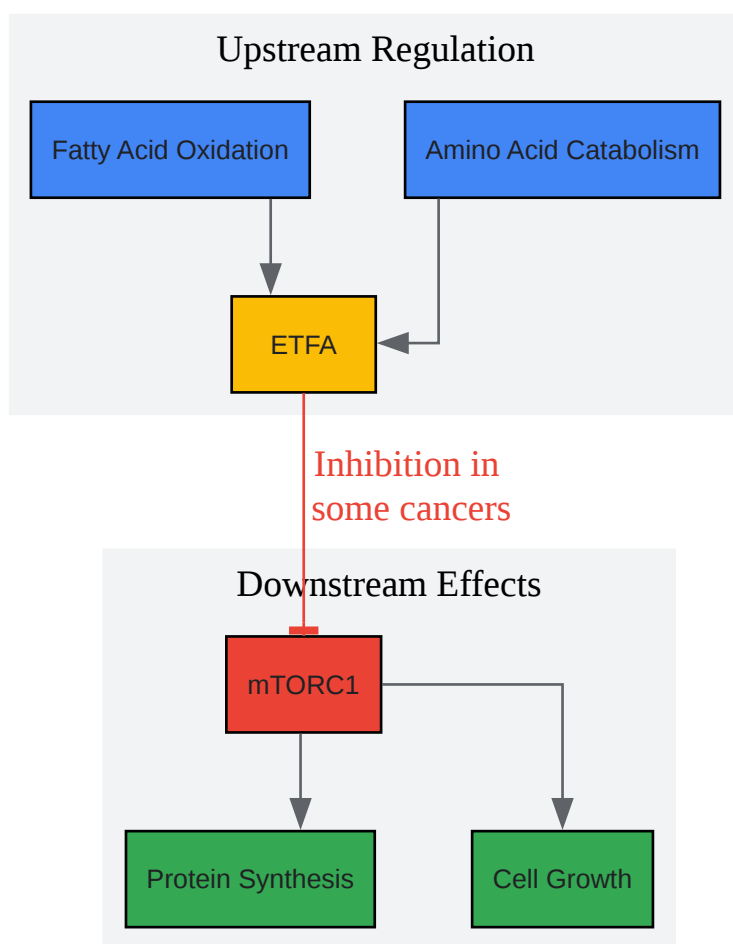 Upstream Regulation
Fatty Acid Oxidation
Amino Acid Catabolism
ETFA
Inhibition in
some cancers
Downstream Effects
mTORC1
Protein Synthesis
Cell Growth